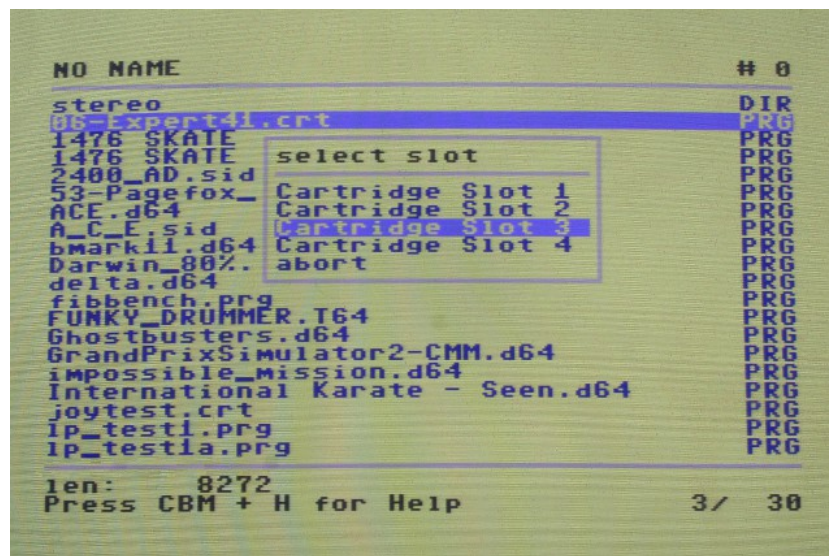 NO NAME # 0
stereo DIR
06-Expert41.crt PRG
1476 SKATE PRG
1476 SKATE PRG
2400_AD.sid PRG
53-Pagefox_ PRG
ACE.d64 PRG
A_C_E.sid PRG
bmark11.d64 PRG
Darwin_80%. PRG
delta.d64 PRG
fibbench.prg PRG
FUNKY_DRUMMER.T64 PRG
Ghostbusters.d64 PRG
GrandPrixSimulator2-CMM.d64 PRG
impossible_mission.d64 PRG
International Karate - Seen.d64 PRG
joytest.crt PRG
lp_test1.prg PRG
lp_test1a.prg PRG
select slot
Cartridge Slot 1
Cartridge Slot 2
Cartridge Slot 3
Cartridge Slot 4
abort
len: 8272
Press CBM + H for Help 3/ 30